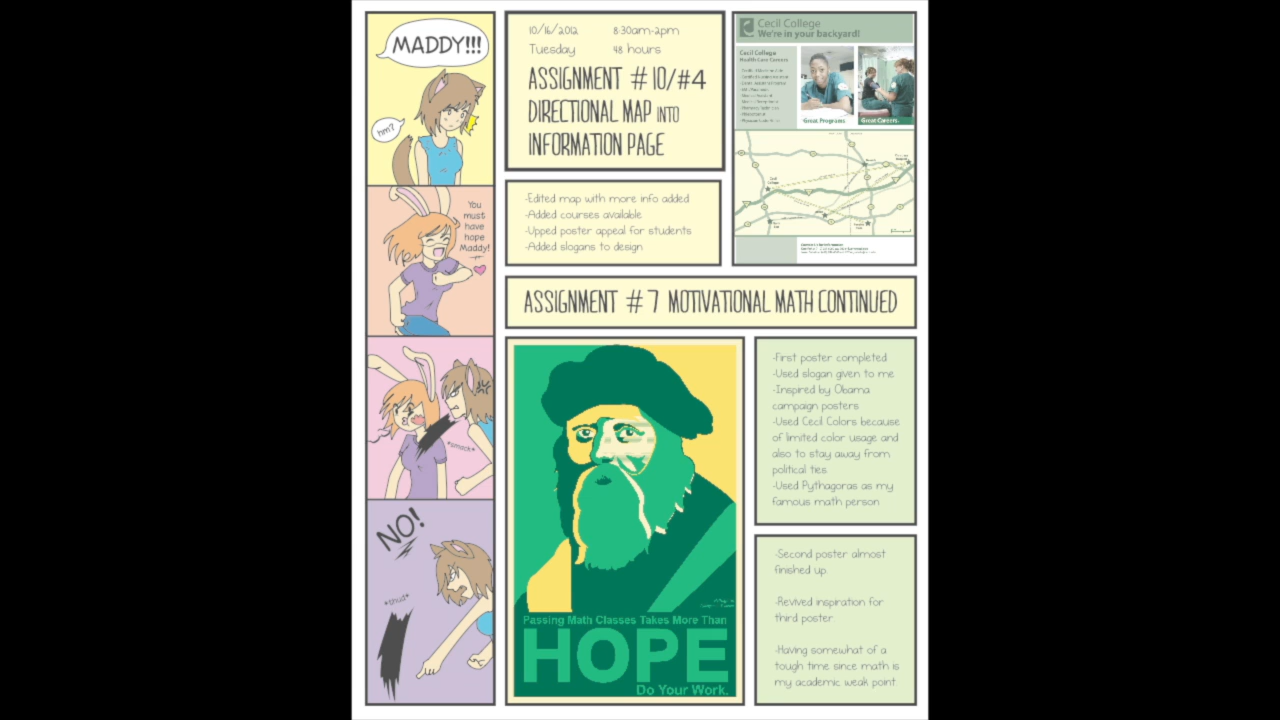 MADDY!!!
hm?
You
must
have
hope
Maddy!
*smack*
NO!
*thud*
10/16/2012 8:30am-2pm
Tuesday 48 hours
ASSIGNMENT #10/#4
DIRECTIONAL MAP INTO
INFORMATION PAGE
-Edited map with more info added
-Added courses available
-Upped poster appeal for students
-Added slogans to design
Cecil College
We're in your backyard!
Cecil College
Health Care Careers
Great Programs
Great Careers.
ASSIGNMENT #7 MOTIVATIONAL MATH CONTINUED
Passing Math Classes Takes More Than
HOPE
Do Your Work.
-First poster completed
-Used slogan given to me
-Inspired by Obama
campaign posters
-Used Cecil Colors because
of limited color usage and
also to stay away from
political ties
-Used Pythagoras as my
famous math person
-Second poster almost
finished up.
-Revived inspiration for
third poster.
-Having somewhat of a
tough time since math is
my academic weak point.